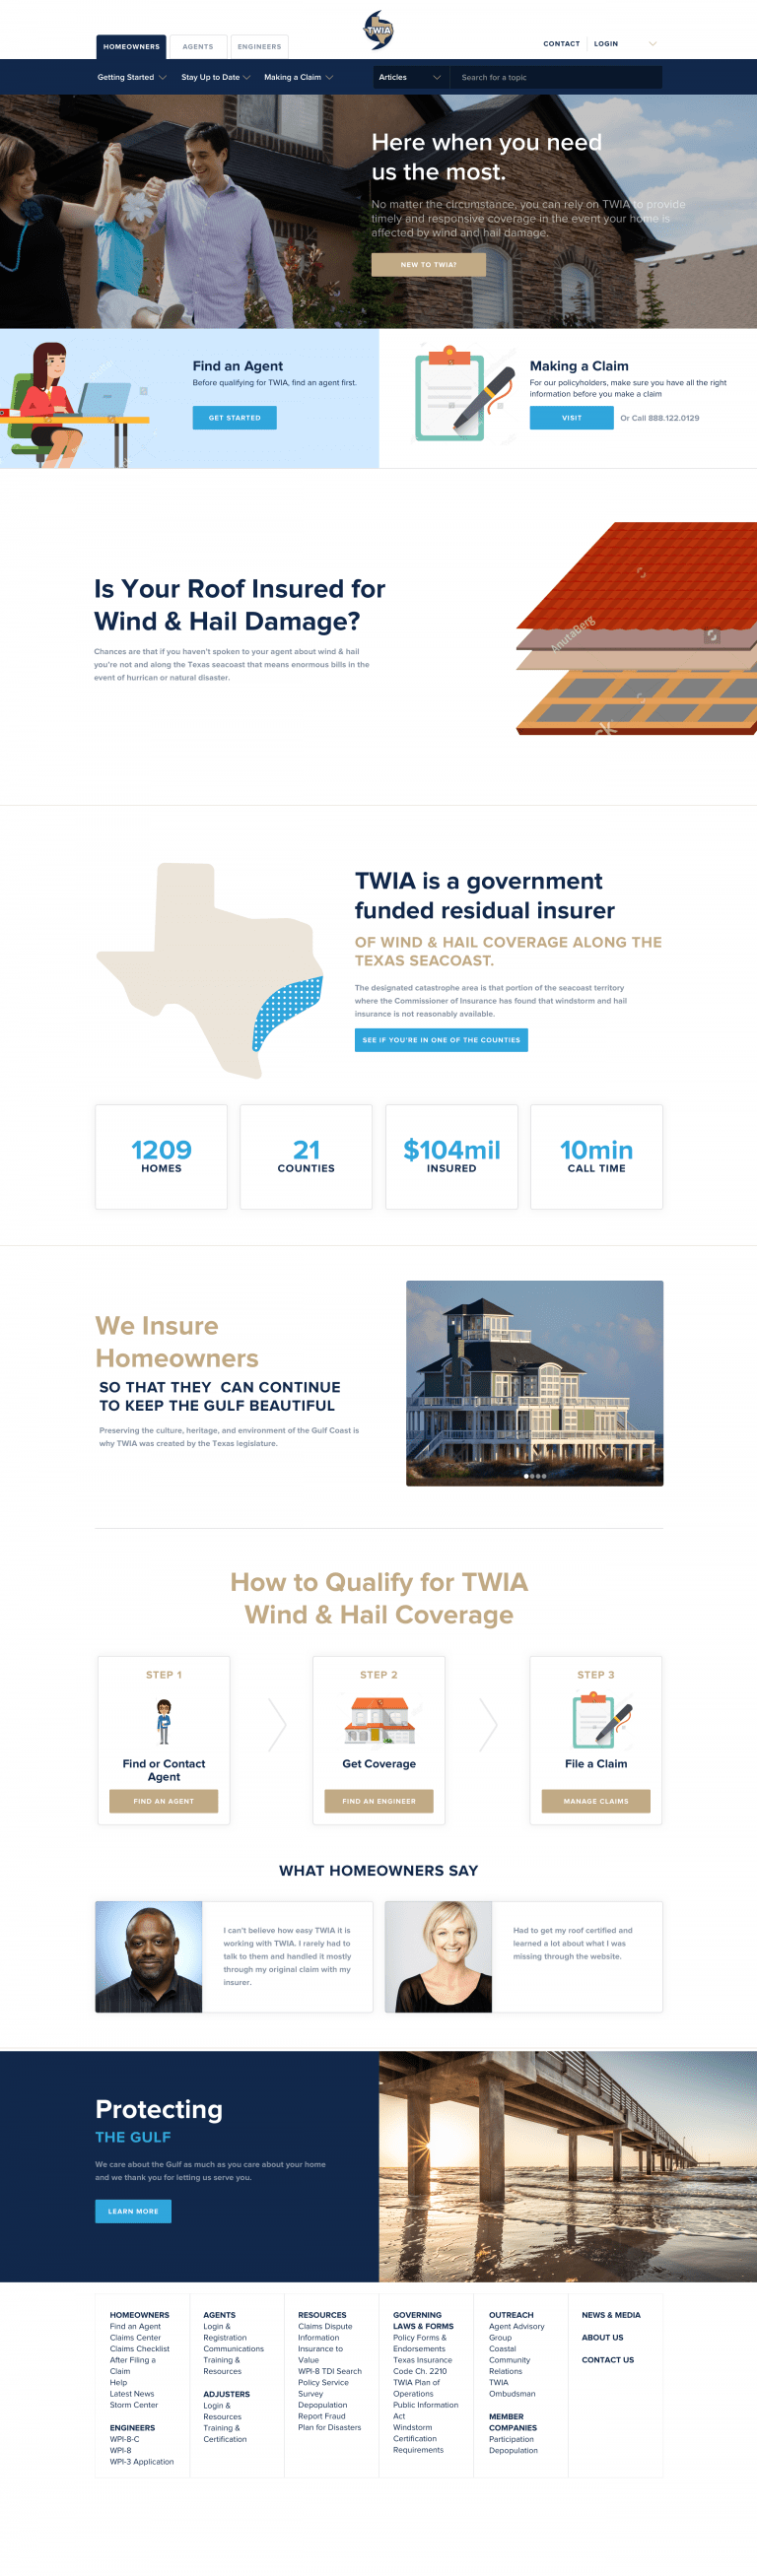 TWIA
HOMEOWNERS
AGENTS
ENGINEERS
CONTACT
LOGIN
Getting Started
Stay Up to Date
Making a Claim
Articles
Search for a topic
Here when you need
us the most.
No matter the circumstance, you can rely on TWIA to provide
timely and responsive coverage in the event your home is
affected by wind and hail damage.
NEW TO TWIA?
Find an Agent
Before qualifying for TWIA, find an agent first.
GET STARTED
Making a Claim
For our policyholders, make sure you have all the right
information before you make a claim
VISIT
Or Call 888.122.0129
Is Your Roof Insured for
Wind & Hail Damage?
Chances are that if you haven't spoken to your agent about wind & hail
you're not and along the Texas seacoast that means enormous bills in the
event of hurrican or natural disaster.
AnutaBerg
TWIA is a government
funded residual insurer
OF WIND & HAIL COVERAGE ALONG THE
TEXAS SEACOAST.
The designated catastrophe area is that portion of the seacoast territory
where the Commissioner of Insurance has found that windstorm and hail
insurance is not reasonably available.
SEE IF YOU'RE IN ONE OF THE COUNTIES
1209
HOMES
21
COUNTIES
$104mil
INSURED
10min
CALL TIME
We Insure
Homeowners
SO THAT THEY CAN CONTINUE
TO KEEP THE GULF BEAUTIFUL
Preserving the culture, heritage, and environment of the Gulf Coast is
why TWIA was created by the Texas legislature.
How to Qualify for TWIA
Wind & Hail Coverage
STEP 1
Find or Contact
Agent
FIND AN AGENT
STEP 2
Get Coverage
FIND AN ENGINEER
STEP 3
File a Claim
MANAGE CLAIMS
WHAT HOMEOWNERS SAY
I can't believe how easy TWIA it is
working with TWIA. I rarely had to
talk to them and handled it mostly
through my original claim with my
insurer.
Had to get my roof certified and
learned a lot about what I was
missing through the website.
Protecting
THE GULF
We care about the Gulf as much as you care about your home
and we thank you for letting us serve you.
LEARN MORE
HOMEOWNERS
Find an Agent
Claims Center
Claims Checklist
After Filing a
Claim
Help
Latest News
Storm Center
ENGINEERS
WPI-8-C
WPI-8
WPI-3 Application
AGENTS
Login &
Registration
Communications
Training &
Resources
ADJUSTERS
Login &
Resources
Training &
Certification
RESOURCES
Claims Dispute
Information
Insurance to
Value
WPI-8 TDI Search
Policy Service
Survey
Depopulation
Report Fraud
Plan for Disasters
GOVERNING
LAWS & FORMS
Policy Forms &
Endorsements
Texas Insurance
Code Ch. 2210
TWIA Plan of
Operations
Public Information
Act
Windstorm
Certification
Requirements
OUTREACH
Agent Advisory
Group
Coastal
Community
Relations
TWIA
Ombudsman
MEMBER
COMPANIES
Participation
Depopulation
NEWS & MEDIA
ABOUT US
CONTACT US